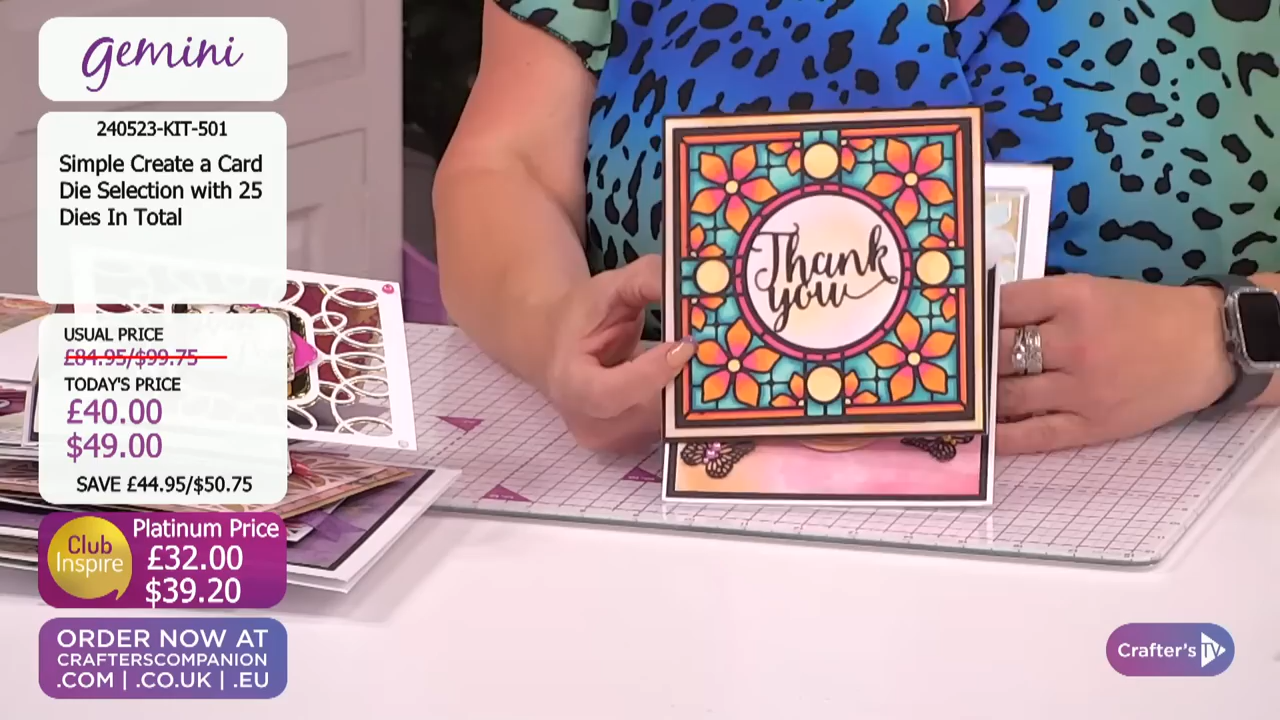 gemini
240523-KIT-501
Simple Create a Card
Die Selection with 25
Dies In Total
USUAL PRICE
£84.95/$99.75
TODAY'S PRICE
£40.00
$49.00
SAVE £44.95/$50.75
Club
Inspire
Platinum Price
£32.00
$39.20
ORDER NOW AT
CRAFTERSCOMPANION
.COM | .CO.UK | .EU
Thank
you
Crafter's TV